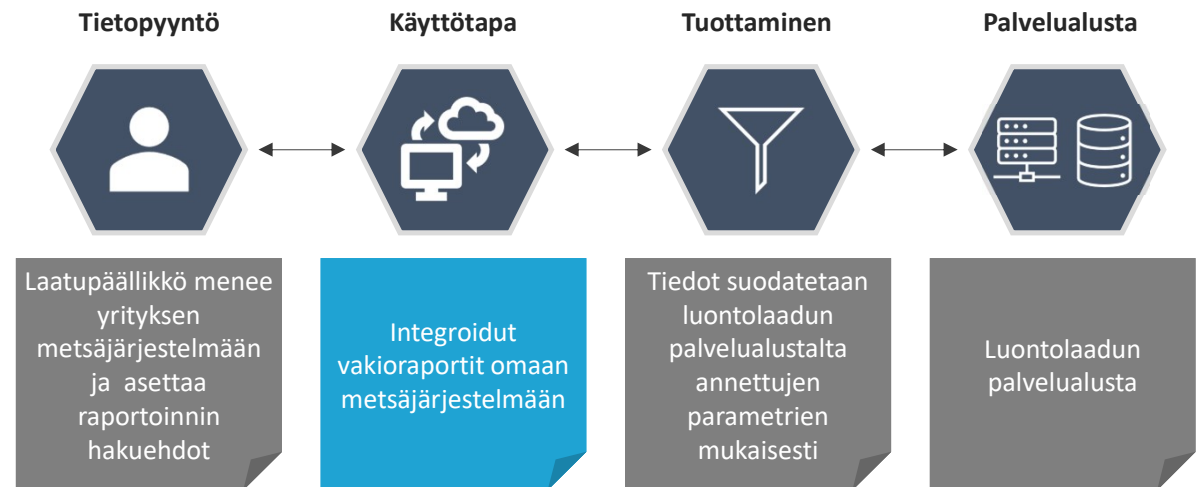 Tietopyyntö
Käyttötapa
Tuottaminen
Palvelualusta
Laatupäällikkö menee
yrityksen
metsäjärjestelmään
ja asettaa
raportoinnin
hakuehdot
Integroidut
vakioraportit omaan
metsäjärjestelmään
Tiedot suodatetaan
luontolaadun
palvelualustalta
annettujen
parametrien
mukaisesti
Luontolaadun
palvelualusta